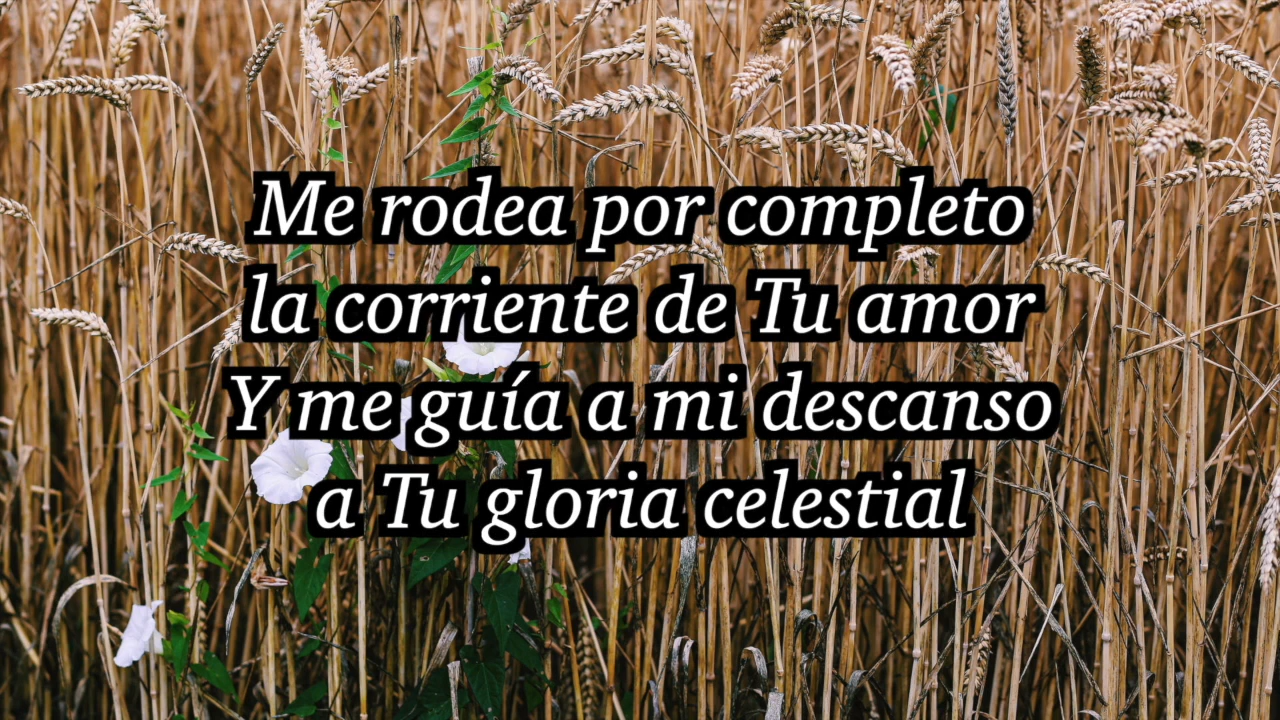 Me rodea por completo
la corriente de Tu amor
Y me guía a mi descanso
a Tu gloria celestial